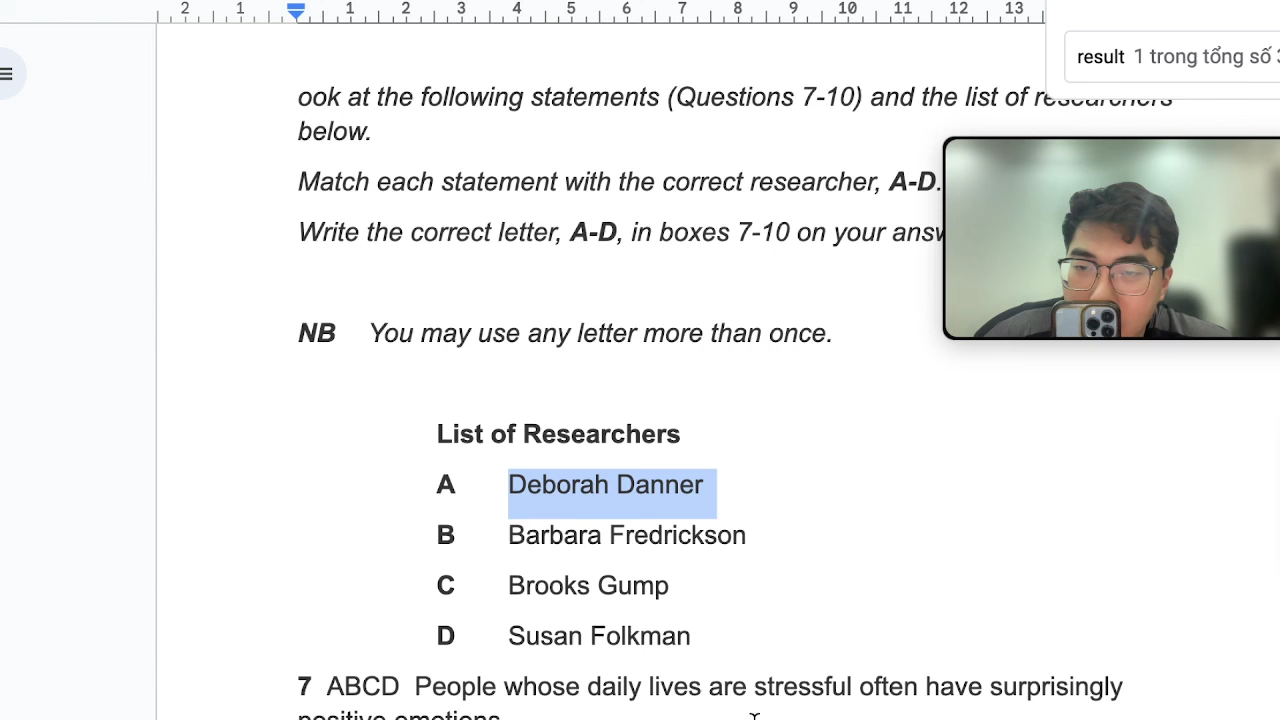 2 1 1 2 3 4 5 6 7 8 9 10 11 12 13
result 1 trong tổng số
ook at the following statements (Questions 7-10) and the list of researchers
below.
Match each statement with the correct researcher, A-D.
Write the correct letter, A-D, in boxes 7-10 on your
NB You may use any letter more than once.
List of Researchers
A Deborah Danner
B Barbara Fredrickson
C Brooks Gump
D Susan Folkman
7 ABCD People whose daily lives are stressful often have surprisingly
positive emotions.